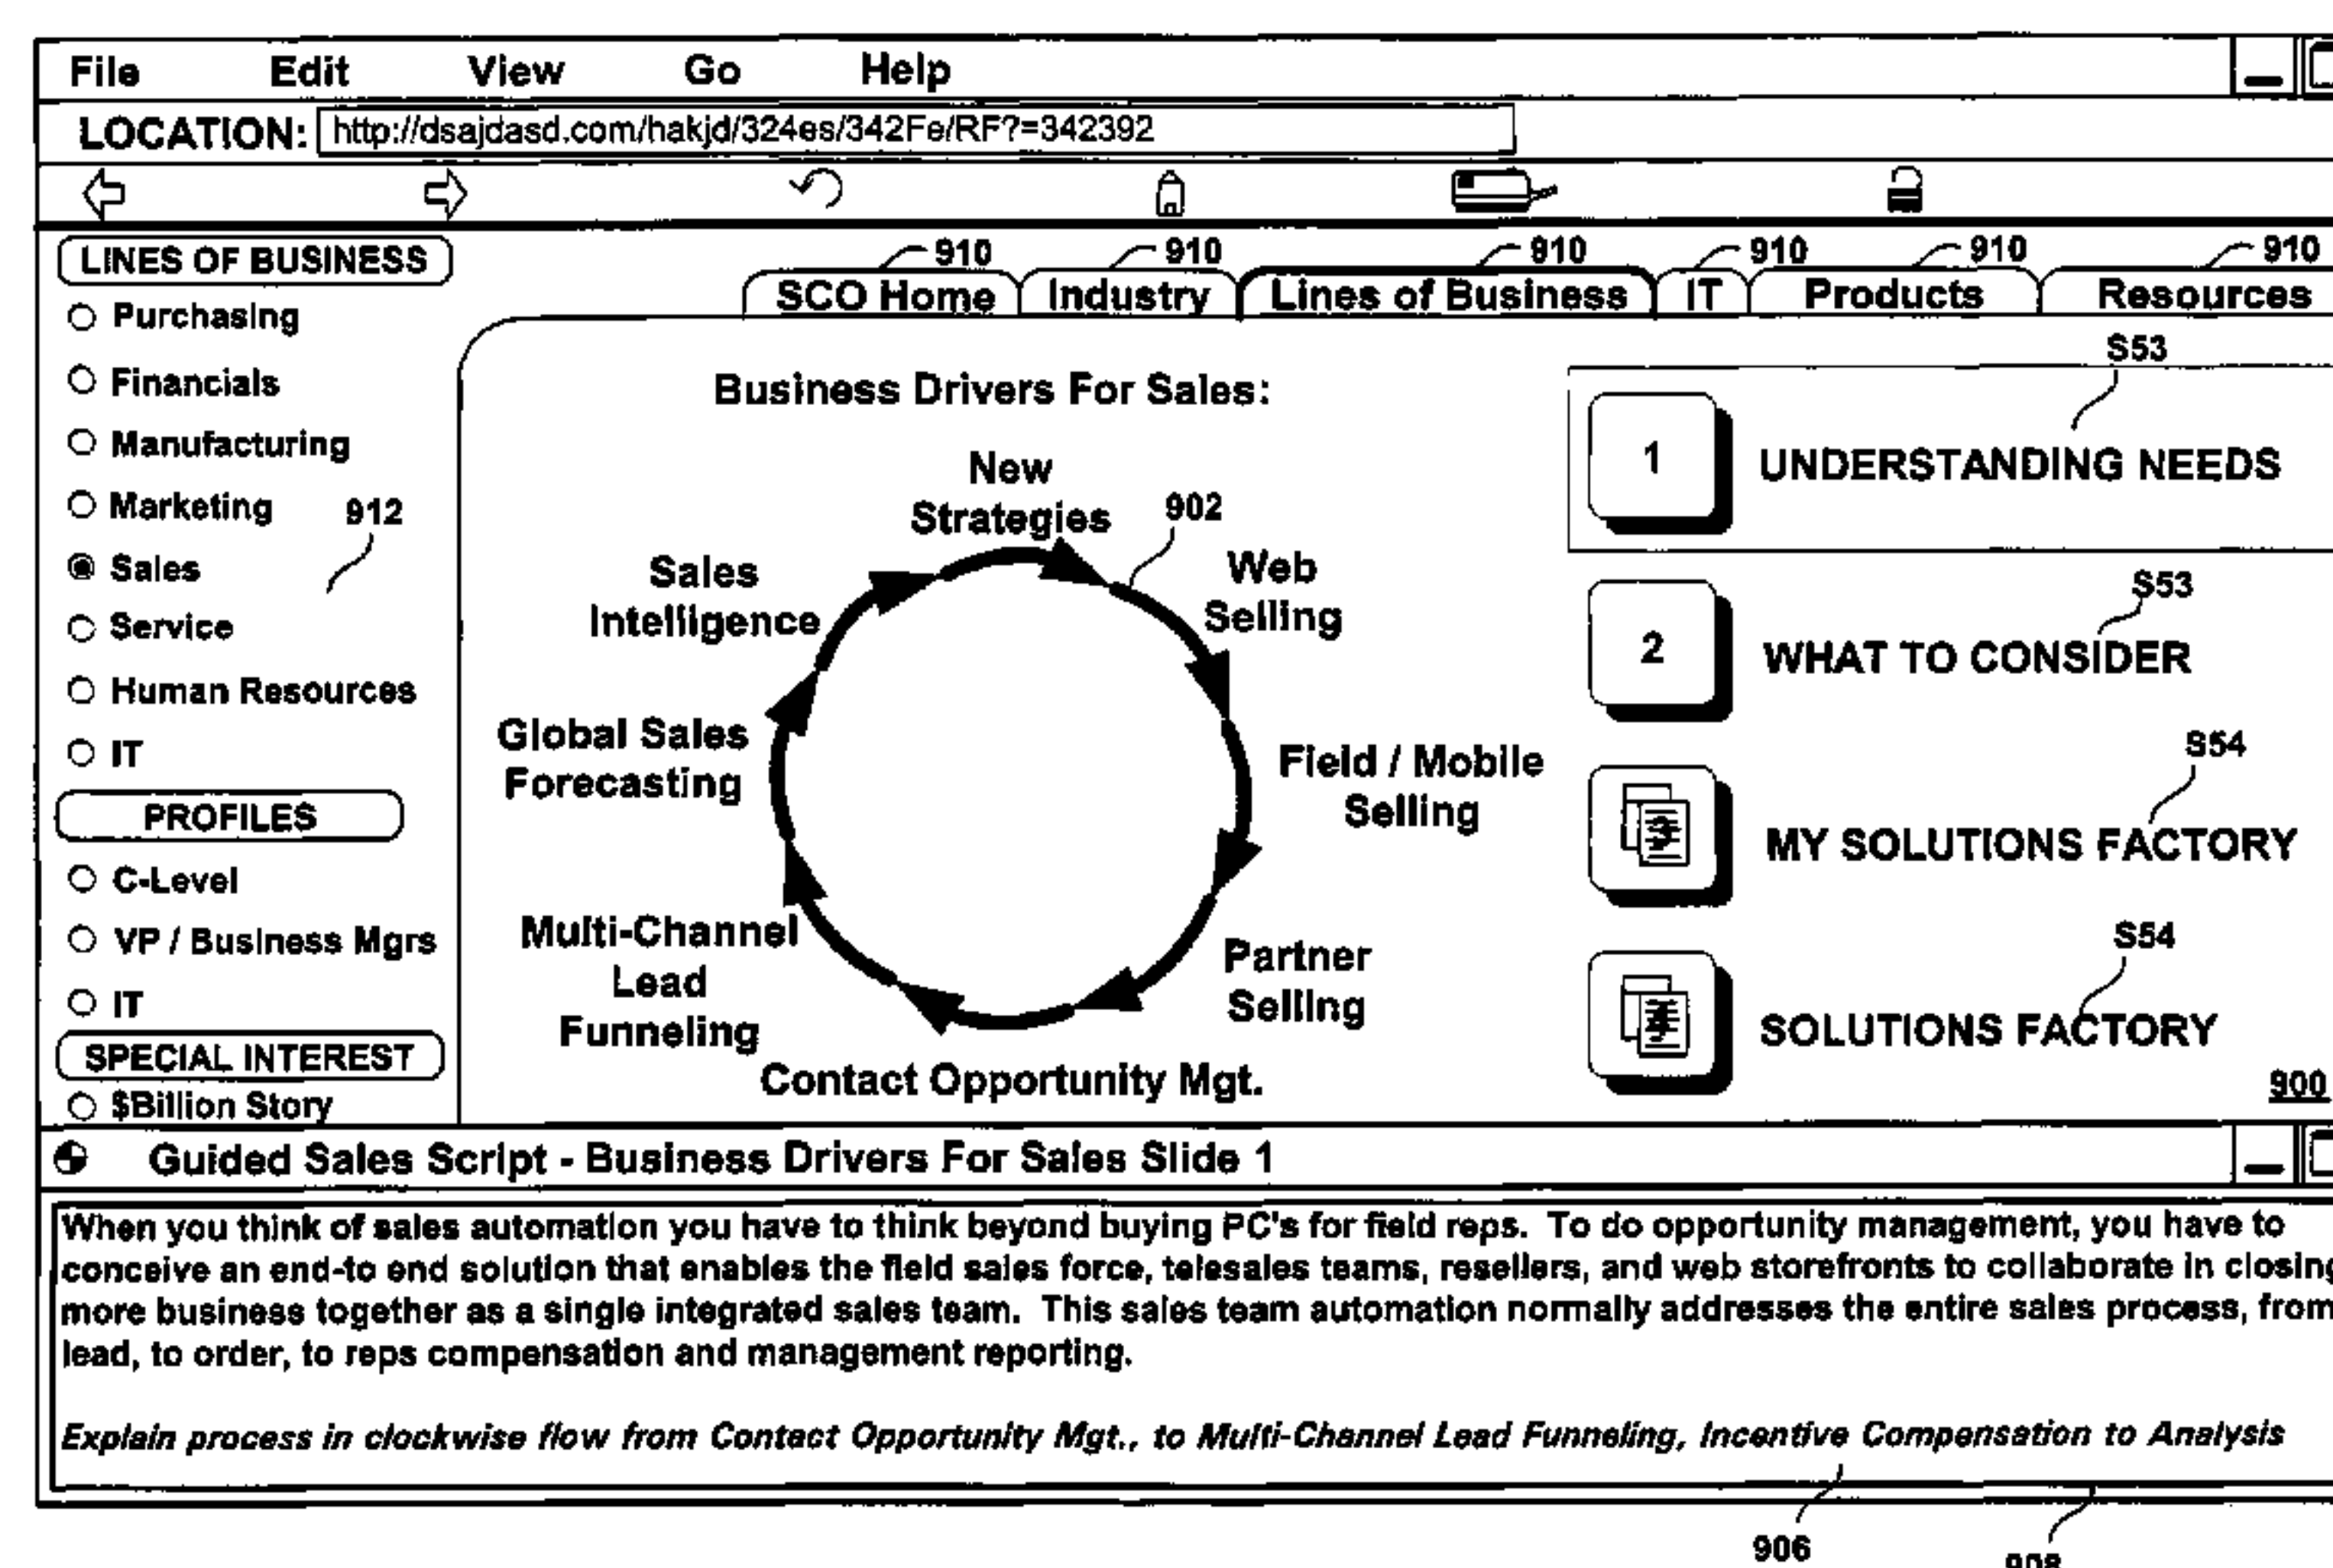 File Edit View Go Help
LOCATION: http://dsajdasd.com/hakjd/324es/342Fe/RF?=342392
LINES OF BUSINESS
Purchasing
Financials
Manufacturing
Marketing
912
Sales
Service
Human Resources
IT
PROFILES
C-Level
VP / Business Mgrs
IT
SPECIAL INTEREST
$Billion Story
910 910 910 910 910 910
SCO Home Industry Lines of Business IT Products Resources
Business Drivers For Sales:
New
Strategies
902
Web
Selling
Field / Mobile
Selling
Partner
Selling
Contact Opportunity Mgt.
Multi-Channel
Lead
Funneling
Global Sales
Forecasting
Sales
Intelligence
S53
1 UNDERSTANDING NEEDS
S53
2 WHAT TO CONSIDER
S54
MY SOLUTIONS FACTORY
S54
SOLUTIONS FACTORY
900
Guided Sales Script - Business Drivers For Sales Slide 1
When you think of sales automation you have to think beyond buying PC's for field reps. To do opportunity management, you have to
conceive an end-to end solution that enables the field sales force, telesales teams, resellers, and web storefronts to collaborate in closing
more business together as a single integrated sales team. This sales team automation normally addresses the entire sales process, from
lead, to order, to reps compensation and management reporting.
Explain process in clockwise flow from Contact Opportunity Mgt., to Multi-Channel Lead Funneling, Incentive Compensation to Analysis
906
908